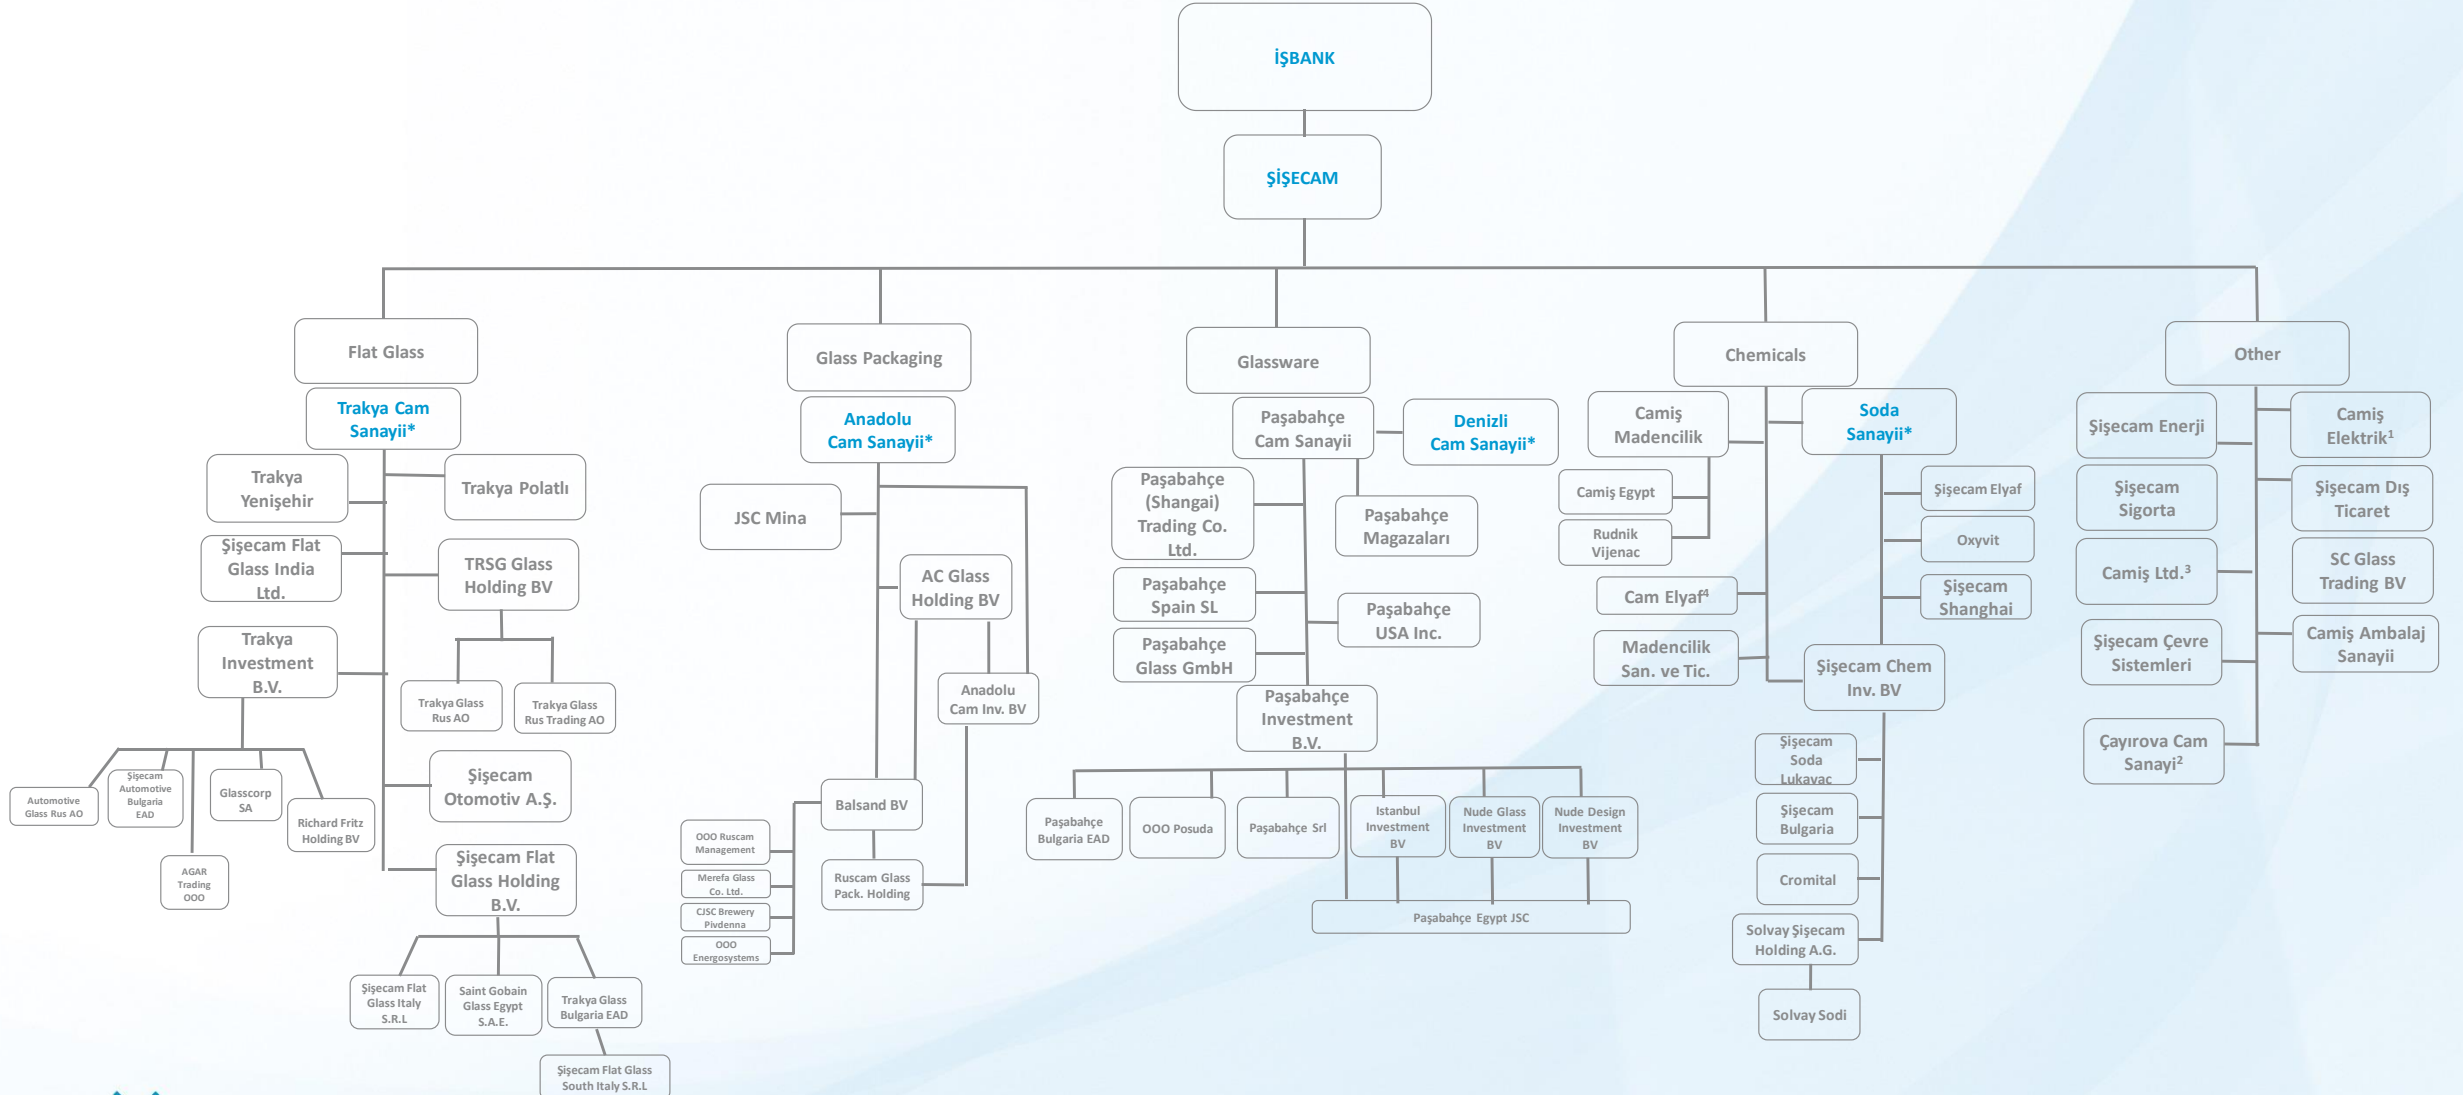 İŞBANK
ŞİŞECAM
Flat Glass
Trakya Cam
Sanayii*
Trakya
Yenişehir
Trakya Polatlı
Şişecam Flat
Glass India
Ltd.
TRSG Glass
Holding BV
Trakya
Investment
B.V.
Trakya Glass
Rus AO
Trakya Glass
Rus Trading AO
Automotive
Glass Rus AO
Şişecam
Automotive
Bulgaria
EAD
AGAR
Trading
OOO
Glasscorp
SA
Richard Fritz
Holding BV
Şişecam
Otomotiv A.Ş.
Şişecam Flat
Glass Holding
B.V.
Şişecam Flat
Glass Italy
S.R.L
Saint Gobain
Glass Egypt
S.A.E.
Trakya Glass
Bulgaria EAD
Şişecam Flat Glass
South Italy S.R.L
Glass Packaging
Anadolu
Cam Sanayii*
JSC Mina
AC Glass
Holding BV
Anadolu
Cam Inv. BV
Balsand BV
OOO Ruscam
Management
Merefa Glass
Co. Ltd.
CJSC Brewery
Pivdenna
OOO
Energosystems
Ruscam Glass
Pack. Holding
Glassware
Paşabahçe
Cam Sanayii
Denizli
Cam Sanayii*
Paşabahçe
(Shangai)
Trading Co.
Ltd.
Paşabahçe
Magazaları
Paşabahçe
Spain SL
Paşabahçe
USA Inc.
Paşabahçe
Glass GmbH
Paşabahçe
Investment
B.V.
Paşabahçe
Bulgaria EAD
OOO Posuda
Paşabahçe Srl
Istanbul
Investment
BV
Nude Glass
Investment
BV
Nude Design
Investment
BV
Paşabahçe Egypt JSC
Chemicals
Camiş
Madencilik
Soda
Sanayii*
Camiş Egypt
Rudnik
Vijenac
Şişecam Elyaf
Oxyvit
Şişecam
Shanghai
Cam Elyaf4
Madencilik
San. ve Tic.
Şişecam Chem
Inv. BV
Şişecam
Soda
Lukavac
Şişecam
Bulgaria
Cromital
Solvay Şişecam
Holding A.G.
Solvay Sodi
Other
Şişecam Enerji
Camiş
Elektrik1
Şişecam
Sigorta
Şişecam Dış
Ticaret
Camiş Ltd.3
SC Glass
Trading BV
Şişecam Çevre
Sistemleri
Camiş Ambalaj
Sanayii
Çayırova Cam
Sanayi2